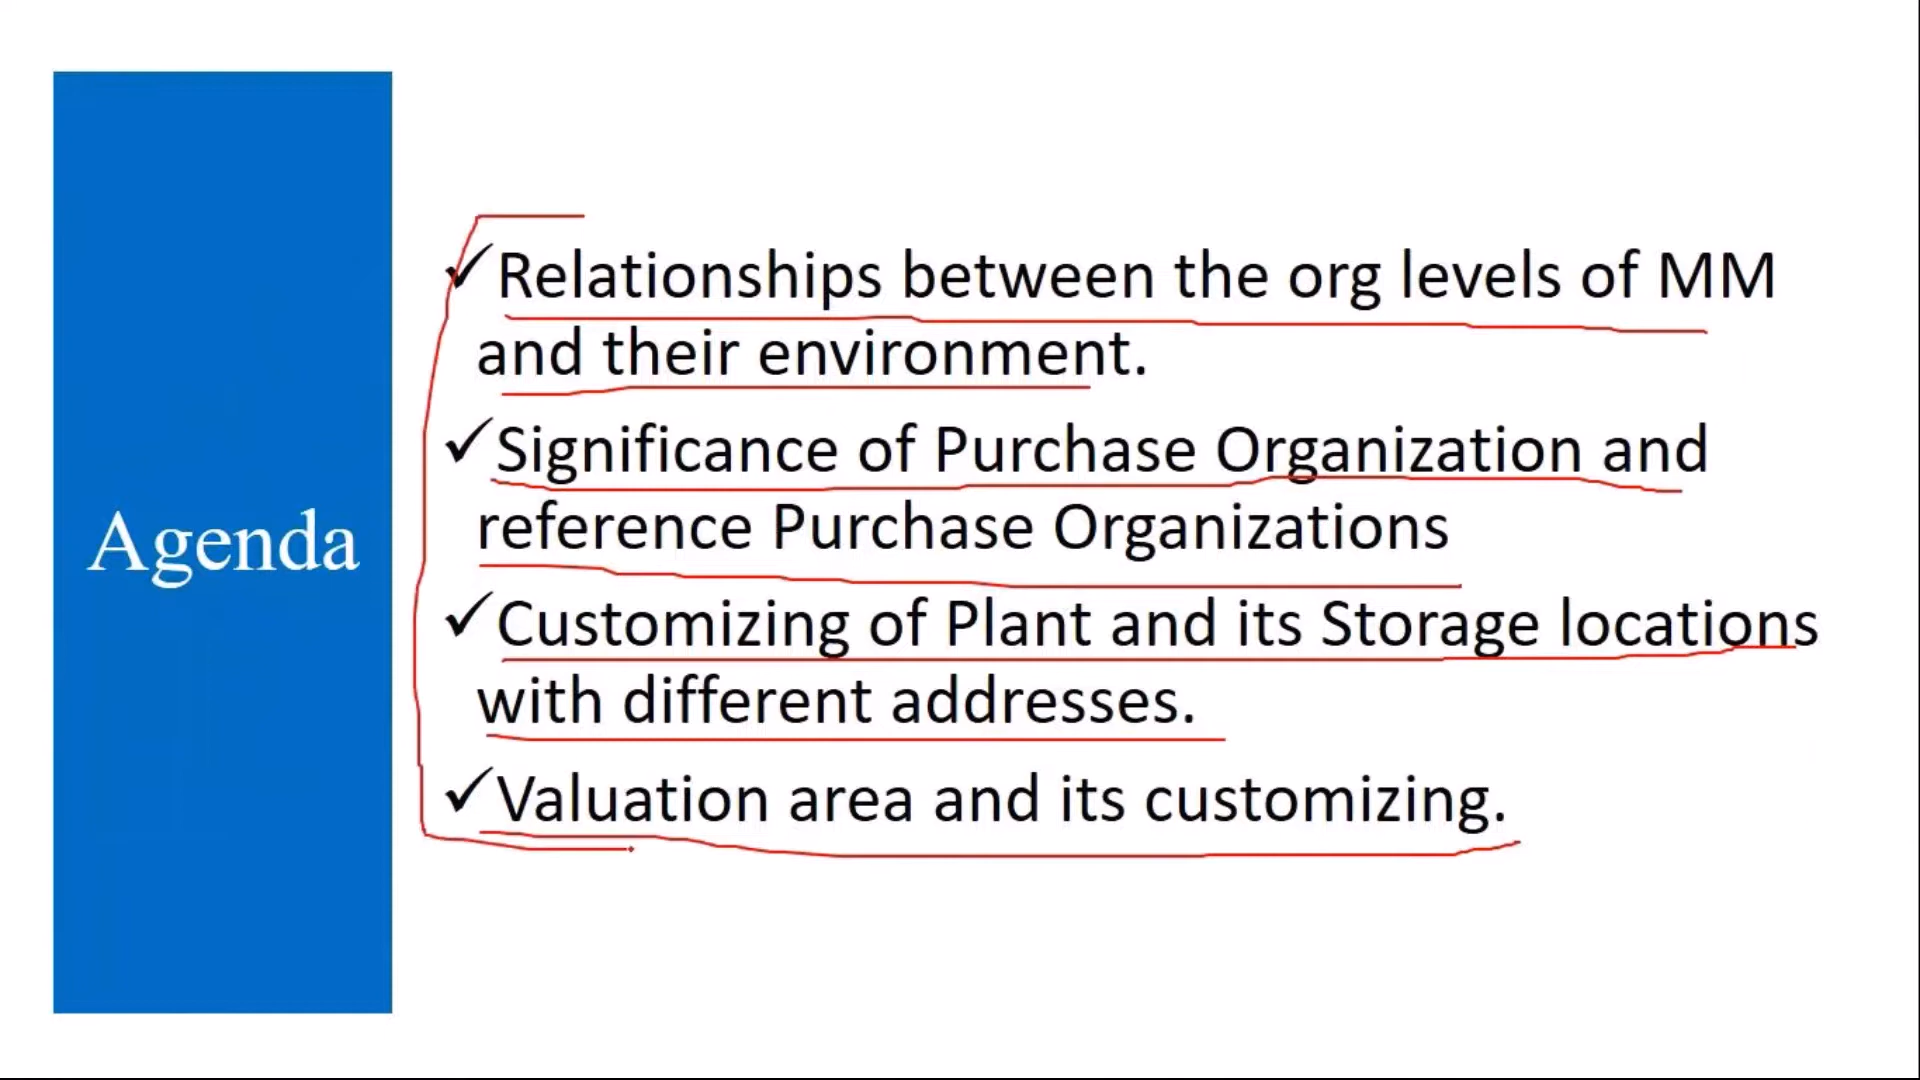 Agenda
✓Relationships between the org levels of MM
and their environment.
✓Significance of Purchase Organization and
reference Purchase Organizations
✓Customizing of Plant and its Storage locations
with different addresses.
✓Valuation area and its customizing.